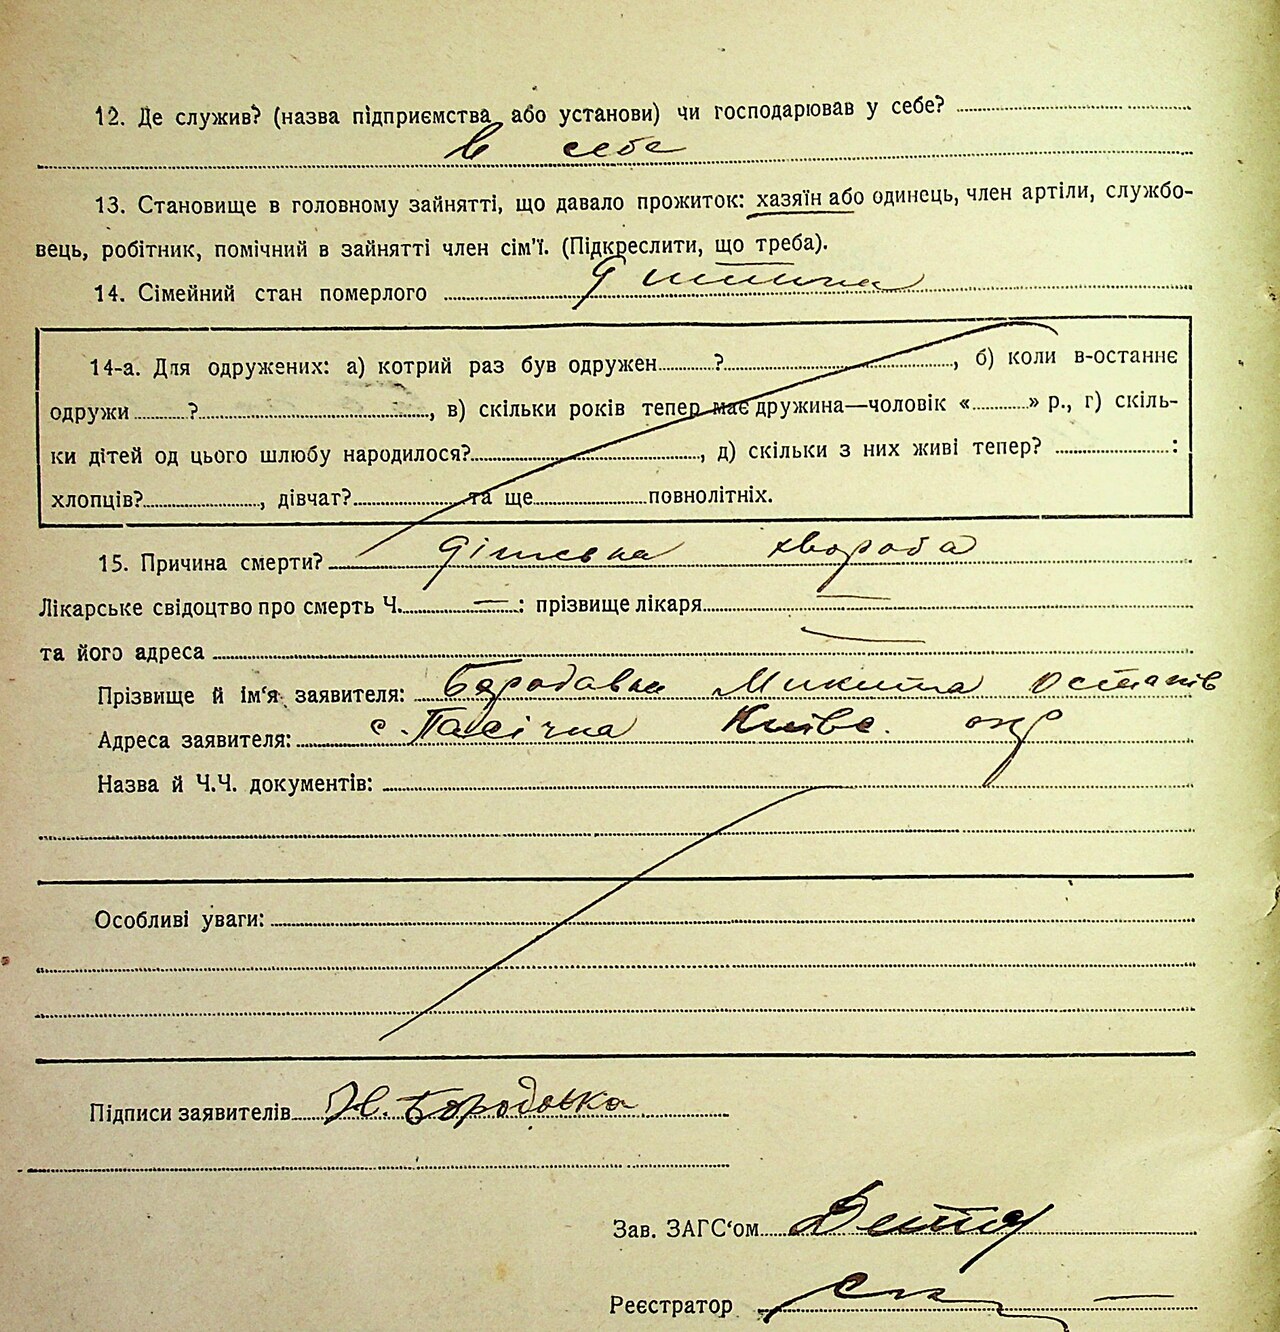 12. Де служив? (назва підприємства або установи) чи господарював у себе?
в себе
13. Становище в головному зайнятті, що давало прожиток: хазяїн або одинець, член артіли, службо-
вець, робітник, помічний в зайнятті член сім'ї. (Підкреслити, що треба).
14. Сімейний стан померлого дитина
14-а. Для одружених: а) котрий раз був одружен ? , б) коли в-останнє
одружи ? , в) скільки років тепер має дружина—чоловік « » р., г) скіль-
ки дітей од цього шлюбу народилося? , д) скільки з них живі тепер? :
хлопців? , дівчат? та ще повнолітніх.
15. Причина смерти? дітська хвороба
Лікарське свідоцтво про смерть Ч. — : прізвище лікаря —
та його адреса —
Прізвище й ім'я заявителя: Бородавка Микита Остапів
Адреса заявителя: с. Пасічна Київс. окр
Назва й Ч.Ч. документів:
Особливі уваги:
Підписи заявителів Н. Бородавка
Зав. ЗАГС'ом
Реєстратор